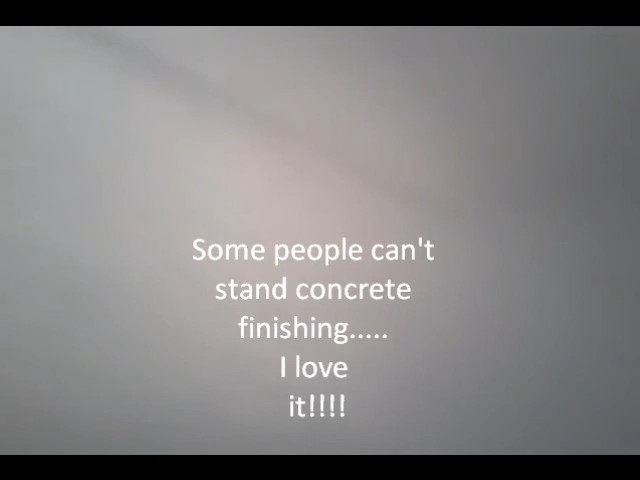 Some people can't
stand concrete
finishing.....
I love
it!!!!